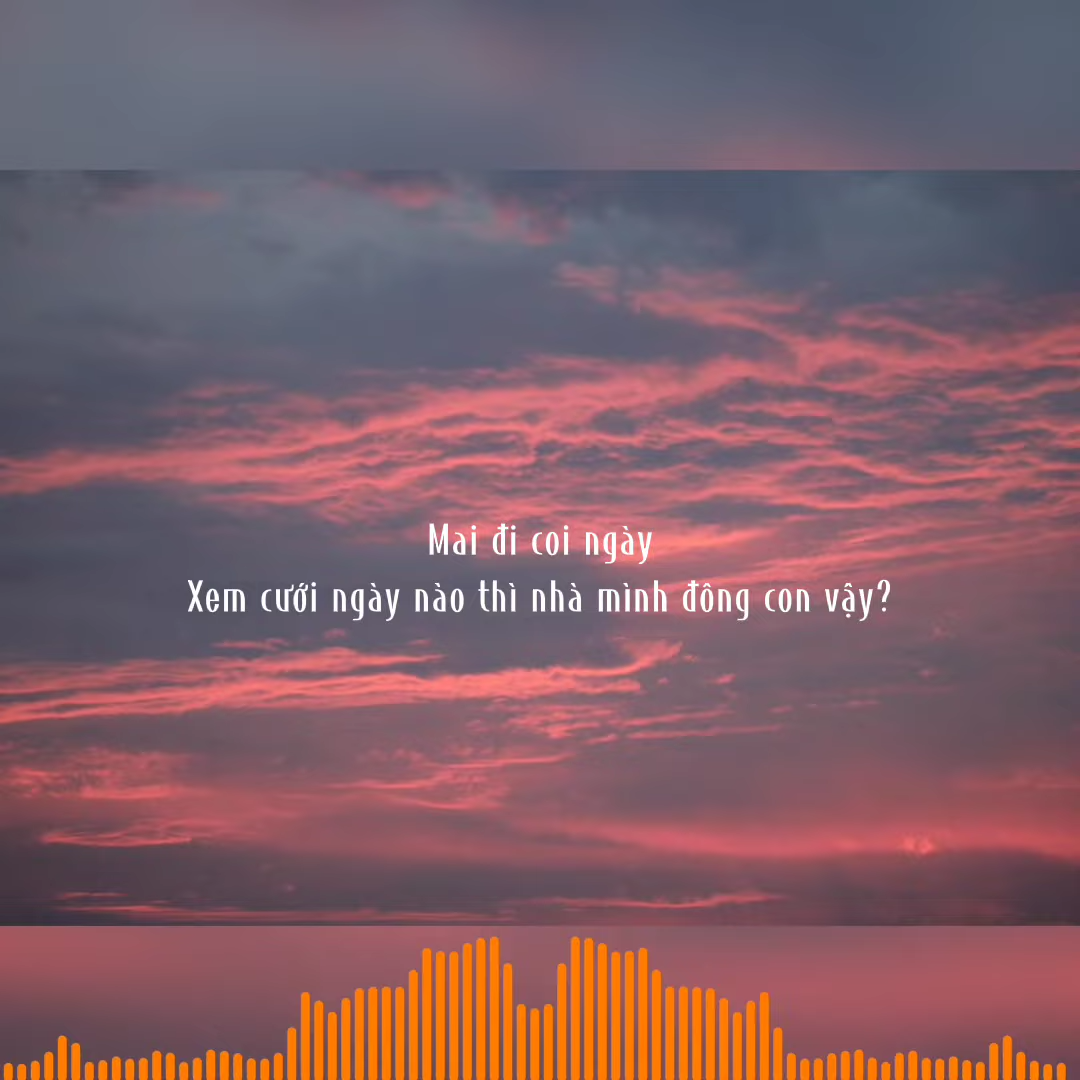 Mai đi coi ngày
Xem cưới ngày nào thì nhà mình đông con vậy?